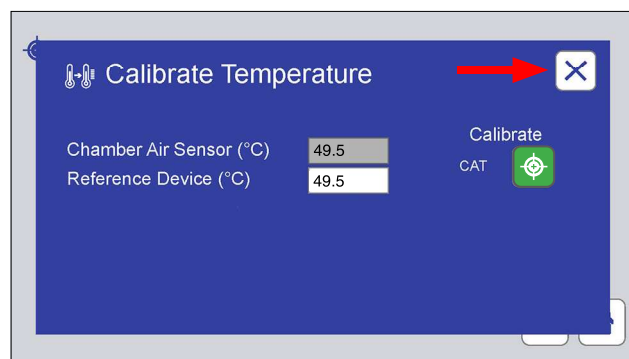 Calibrate Temperature
Calibrate
Chamber Air Sensor (°C) 49.5
CAT
Reference Device (°C) 49.5